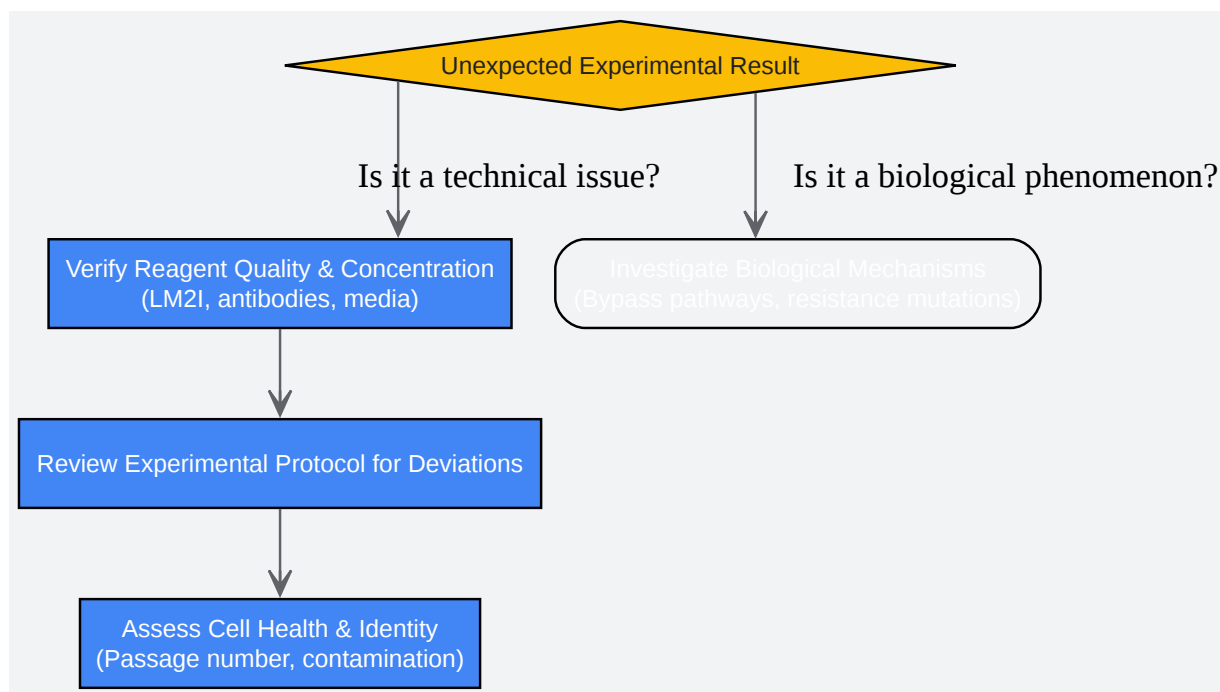 Unexpected Experimental Result
Is it a technical issue?
Is it a biological phenomenon?
Verify Reagent Quality & Concentration
(LM2I, antibodies, media)
Investigate Biological Mechanisms
(Bypass pathways, resistance mutations)
Review Experimental Protocol for Deviations
Assess Cell Health & Identity
(Passage number, contamination)